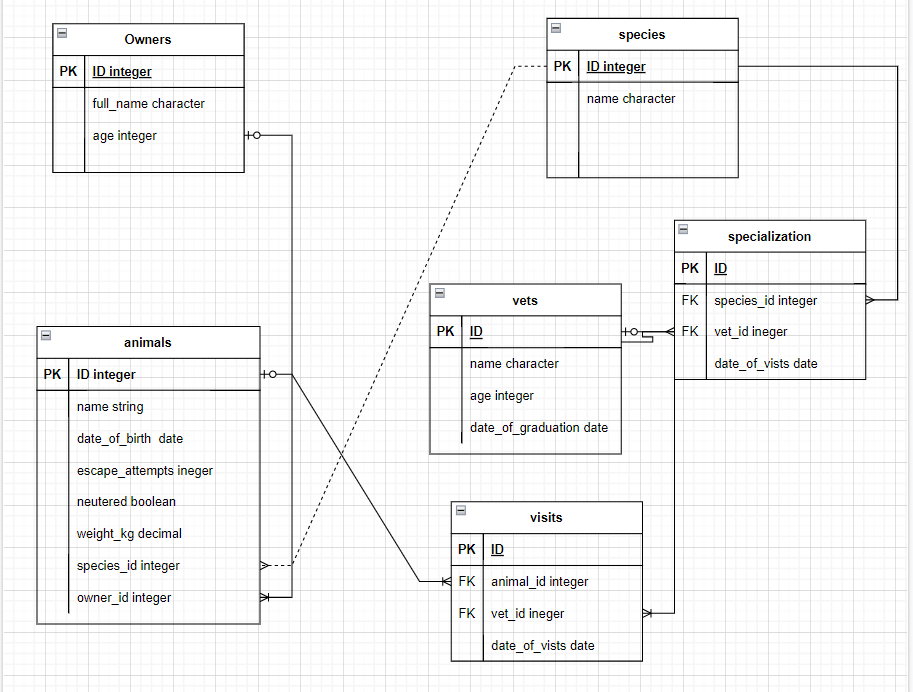 Owners
PK ID integer
full_name character
age integer
species
PK ID integer
name character
specialization
PK ID
FK species_id integer
FK vet_id ineger
date_of_vists date
vets
PK ID
name character
age integer
date_of_graduation date
animals
PK ID integer
name string
date_of_birth date
escape_attempts ineger
neutered boolean
weight_kg decimal
species_id integer
owner_id integer
visits
PK ID
FK animal_id integer
FK vet_id ineger
date_of_vists date